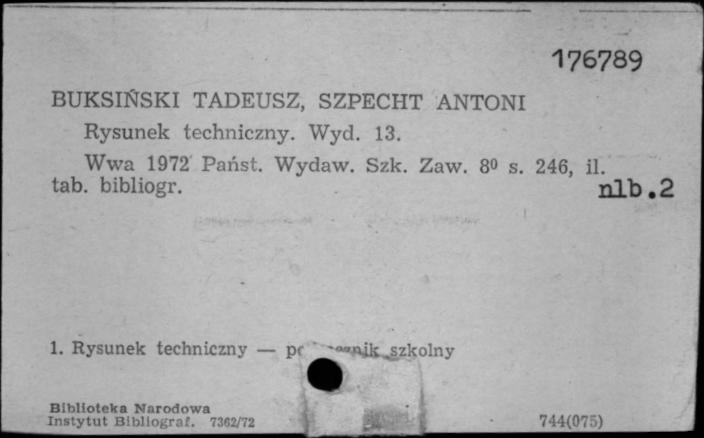 176789
BUKSIŃSKI TADEUSZ, SZPECHT ANTONI
Rysunek techniczny. Wyd. 13.
Wwa 1972 Państ. Wydaw. Szk. Zaw. 8⁰ s. 246, il.
tab. bibliogr.
nlb.2
1. Rysunek techniczny — szkolny
Biblioteka Narodowa
Instytut Bibliograf. 7362/72
744(075)